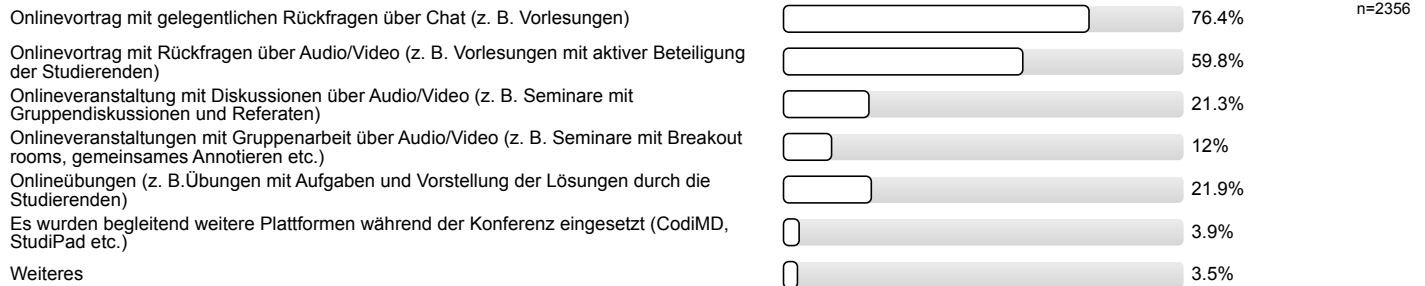 Onlinevortrag mit gelegentlichen Rückfragen über Chat (z. B. Vorlesungen) 76.4% n=2356
Onlinevortrag mit Rückfragen über Audio/Video (z. B. Vorlesungen mit aktiver Beteiligung
der Studierenden) 59.8%
Onlineveranstaltung mit Diskussionen über Audio/Video (z. B. Seminare mit
Gruppendiskussionen und Referaten) 21.3%
Onlineveranstaltungen mit Gruppenarbeit über Audio/Video (z. B. Seminare mit Breakout
rooms, gemeinsames Annotieren etc.) 12%
Onlineübungen (z. B.Übungen mit Aufgaben und Vorstellung der Lösungen durch die
Studierenden) 21.9%
Es wurden begleitend weitere Plattformen während der Konferenz eingesetzt (CodiMD,
StudiPad etc.) 3.9%
Weiteres 3.5%